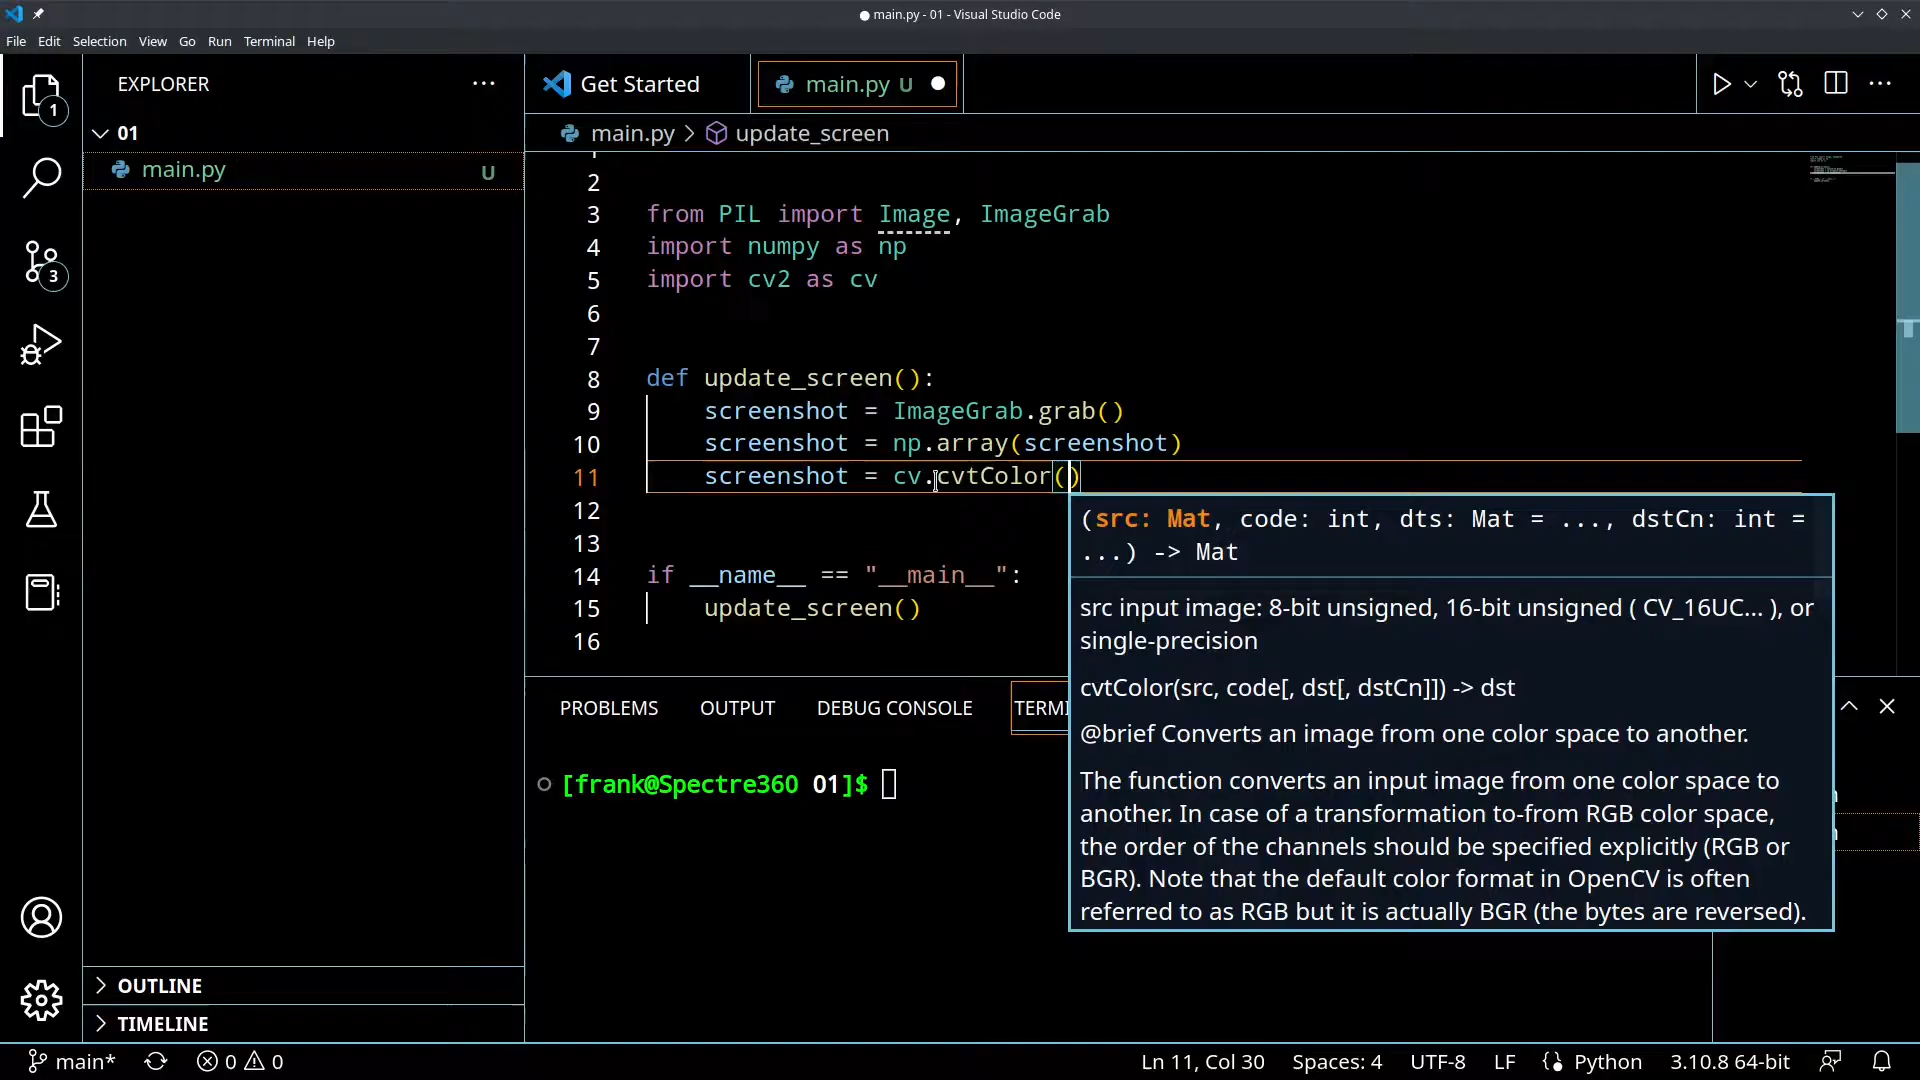 main.py - 01 - Visual Studio Code
File Edit Selection View Go Run Terminal Help
EXPLORER
01
main.py U
1
3
OUTLINE
TIMELINE
Get Started
main.py U
main.py > update_screen
2
3 from PIL import Image, ImageGrab
4 import numpy as np
5 import cv2 as cv
6
7
8 def update_screen():
9 screenshot = ImageGrab.grab()
10 screenshot = np.array(screenshot)
11 screenshot = cv.cvtColor()
12
13
14 if __name__ == "__main__":
15 update_screen()
16
(src: Mat, code: int, dts: Mat = ..., dstCn: int =
...) -> Mat
src input image: 8-bit unsigned, 16-bit unsigned ( CV_16UC... ), or
single-precision
cvtColor(src, code[, dst[, dstCn]]) -> dst
@brief Converts an image from one color space to another.
The function converts an input image from one color space to
another. In case of a transformation to-from RGB color space,
the order of the channels should be specified explicitly (RGB or
BGR). Note that the default color format in OpenCV is often
referred to as RGB but it is actually BGR (the bytes are reversed).
PROBLEMS OUTPUT DEBUG CONSOLE TERMI
[frank@Spectre360 01]$
main* 0 0 Ln 11, Col 30 Spaces: 4 UTF-8 LF Python 3.10.8 64-bit